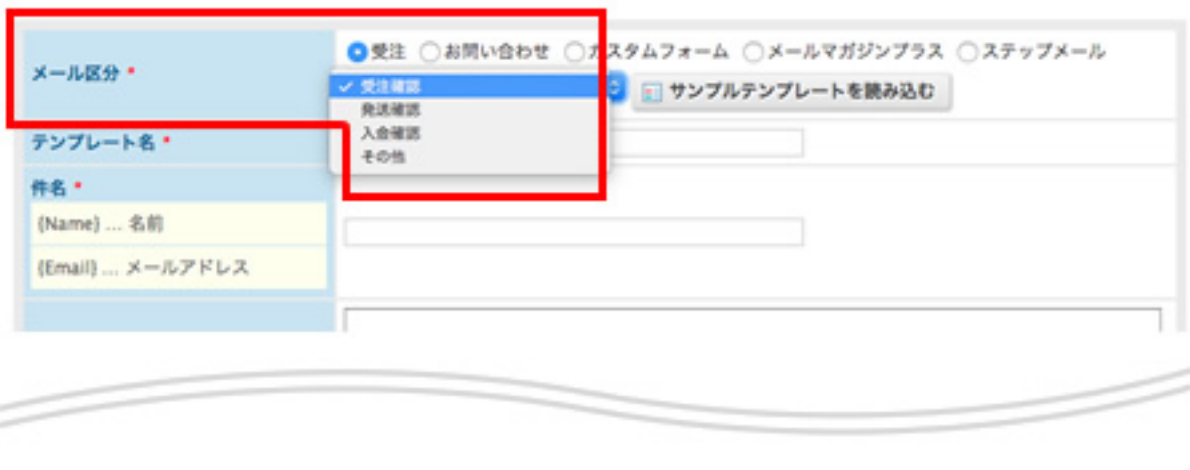 メール区分 *
受注 お問い合わせ カスタムフォーム メールマガジンプラス ステップメール
✓ 受注確認
サンプルテンプレートを読み込む
発送確認
入会確認
その他
テンプレート名 *
件名 *
{Name} ... 名前
{Email} ... メールアドレス